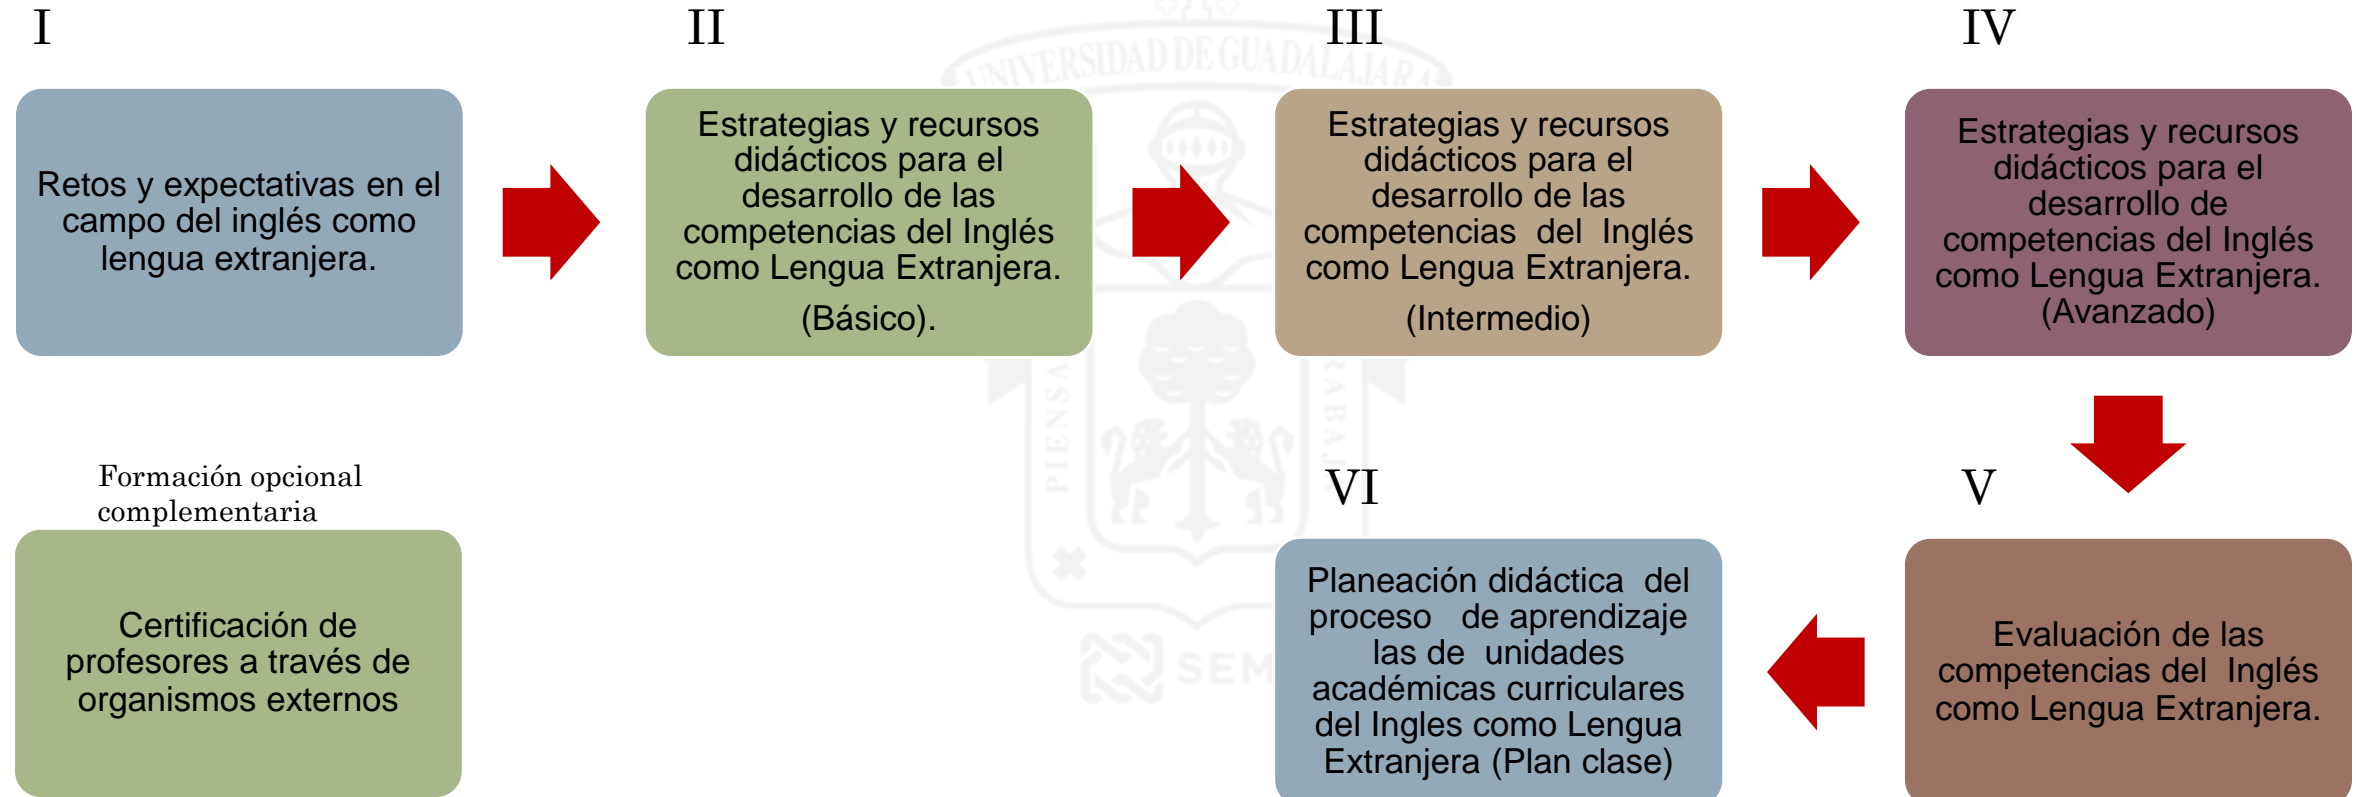 I
II
III
IV
UNIVERSIDAD DE GUADALAJARA
Retos y expectativas en el
campo del inglés como
lengua extranjera.
Estrategias y recursos
didácticos para el
desarrollo de las
competencias del Inglés
como Lengua Extranjera.
(Básico).
Estrategias y recursos
didácticos para el
desarrollo de las
competencias  del  Inglés
como Lengua Extranjera.
(Intermedio)
Estrategias y recursos
didácticos para el
desarrollo de
competencias del Inglés
como Lengua Extranjera.
(Avanzado)
PIENSA
Formación opcional
complementaria
Certificación de
profesores a través de
organismos externos
VI
V
Planeación didáctica  del
proceso   de aprendizaje
las de  unidades
académicas curriculares
del Ingles como Lengua
Extranjera (Plan clase)
Evaluación de las
competencias del  Inglés
como Lengua Extranjera.
SEM